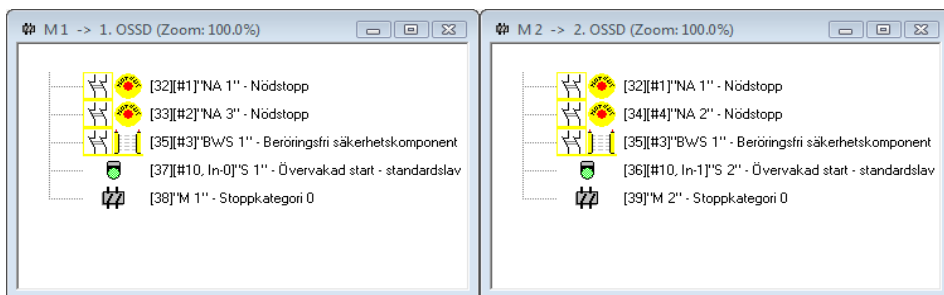 M 1 -> 1. OSSD (Zoom: 100.0%)
[32][#1]"NA 1" - Nödstopp
[33][#2]"NA 3" - Nödstopp
[35][#3]"BWS 1" - Beröringsfri säkerhetskomponent
[37][#10, In-0]"S 1" - Övervakad start - standardslav
[38]"M 1" - Stoppkategori 0
M 2 -> 2. OSSD (Zoom: 100.0%)
[32][#1]"NA 1" - Nödstopp
[34][#4]"NA 2" - Nödstopp
[35][#3]"BWS 1" - Beröringsfri säkerhetskomponent
[36][#10, In-1]"S 2" - Övervakad start - standardslav
[39]"M 2" - Stoppkategori 0